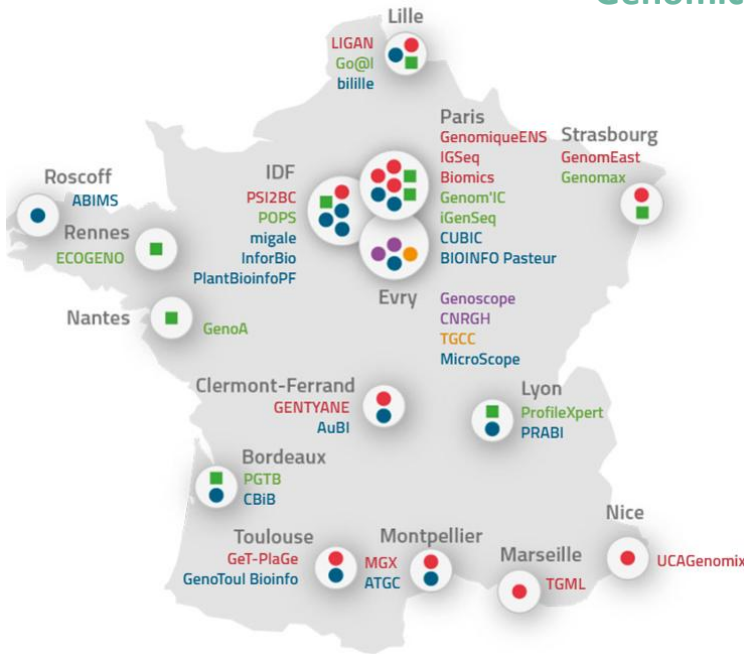 Genomic
Lille
LIGAN
Go@l
bilille
Paris
GenomiqueENS
IGSeq
Biomics
Genom'IC
iGenSeq
CUBIC
BIOINFO Pasteur
Strasbourg
GenomEast
Genomax
IDF
PSI2BC
POPS
migale
InforBio
PlantBioinfoPF
Roscoff
ABIMS
Rennes
ECOGENO
Nantes
GenoA
Evry
Genoscope
CNRGH
TGCC
MicroScope
Clermont-Ferrand
GENTYANE
AuBI
Lyon
ProfileXpert
PRABI
Bordeaux
PGTB
CBiB
Toulouse
GeT-PlaGe
GenoToul Bioinfo
Montpellier
MGX
ATGC
Marseille
TGML
Nice
UCAGenomix